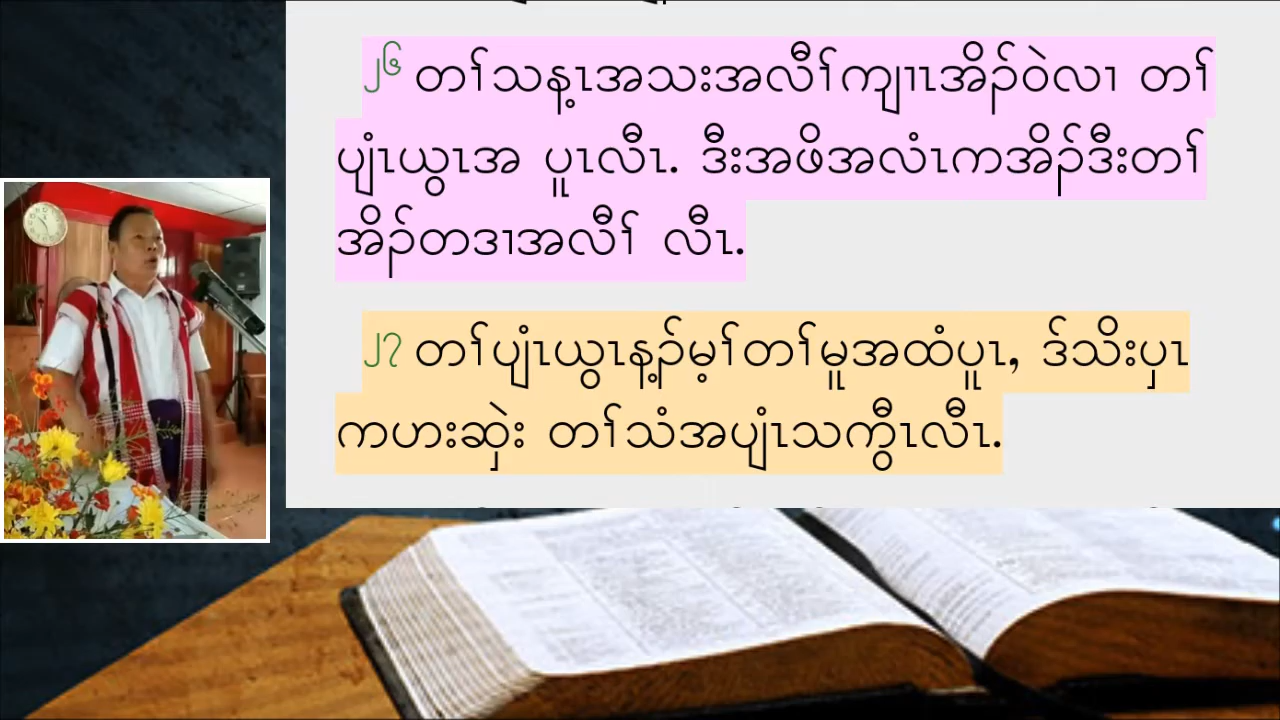 ၂၆ တၢ်သန့ၤအသးအလီၢ်ကျၢၤအိၣ်ဝဲလၢ တၢ်
ပျံၤယွၤအ ပူၤလီၤ. ဒီးအဖိအလံၤကအိၣ်ဒီးတၢ်
အိၣ်တဒၢအလီၢ် လီၤ.
၂၇ တၢ်ပျံၤယွၤန့ၣ်မ့ၢ်တၢ်မူအထံပူၤ, ဒ်သိးပှၤ
ကဟးဆှဲး တၢ်သံအပျံၤသကွီၤလီၤ.